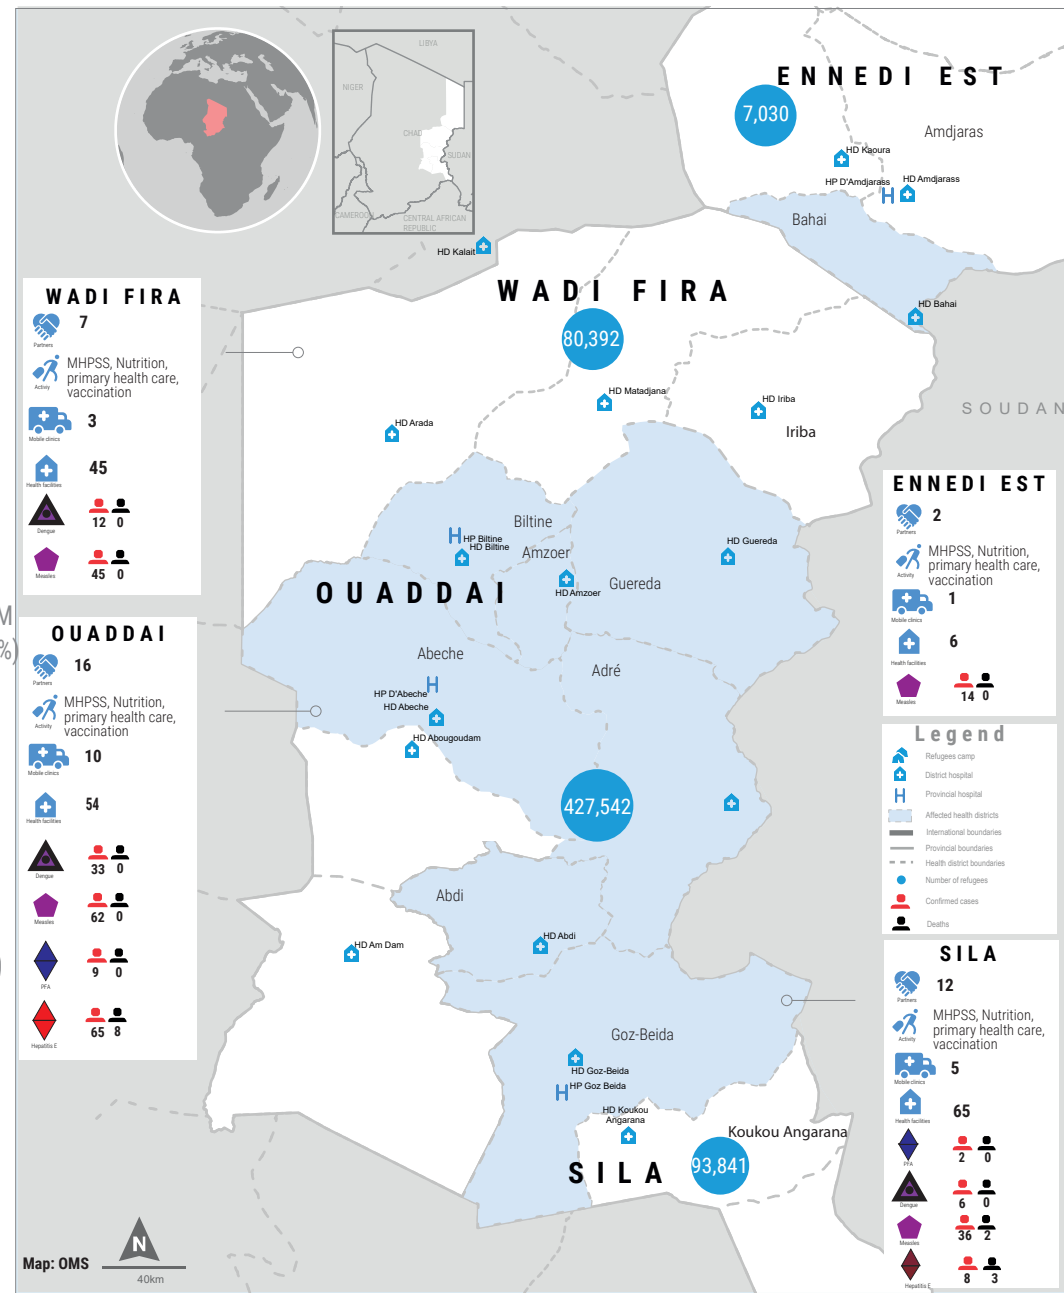 LIBYA
NIGER
CHAD
SUDAN
CAMEROON
CENTRAL AFRICAN
REPUBLIC
ENNEDI EST
7,030
Amdjaras
HD Kaoura
HP D'Amdjarass
HD Amdjarass
Bahai
HD Kalait
HD Bahai
WADI FIRA
80,392
HD Matadjana
HD Iriba
Iriba
HD Arada
SOUDAN
Biltine
HP Biltine
HD Biltine
Amzoer
HD Amzoer
Guereda
HD Guereda
OUADDAI
Abeche
HP D'Abeche
HD Abeche
HD Abougoudam
Adré
427,542
Abdi
HD Abdi
HD Am Dam
Goz-Beida
HD Goz-Beida
HP Goz Beida
HD Koukou
Angarana
Koukou Angarana
SILA
93,841
WADI FIRA
7
Partners
MHPSS, Nutrition,
primary health care,
vaccination
Activity
3
Mobile clinics
45
Health facilities
12 0
Dengue
45 0
Measles
M
%)
OUADDAI
16
Partners
MHPSS, Nutrition,
primary health care,
vaccination
Activity
10
Mobile clinics
54
Health facilities
33 0
Dengue
62 0
Measles
9 0
PFA
65 8
Hepatitis E
)
ENNEDI EST
2
Partners
MHPSS, Nutrition,
primary health care,
vaccination
Activity
1
Mobile clinics
6
Health facilities
14 0
Measles
Legend
Refugees camp
District hospital
Provincial hospital
Affected health districts
International boundaries
Provincial boundaries
Health district boundaries
Number of refugees
Confirmed cases
Deaths
SILA
12
Partners
MHPSS, Nutrition,
primary health care,
vaccination
Activity
5
Mobile clinics
65
Health facilities
2 0
PFA
6 0
Dengue
36 2
Measles
8 3
Hepatitis E
N
Map: OMS
40km